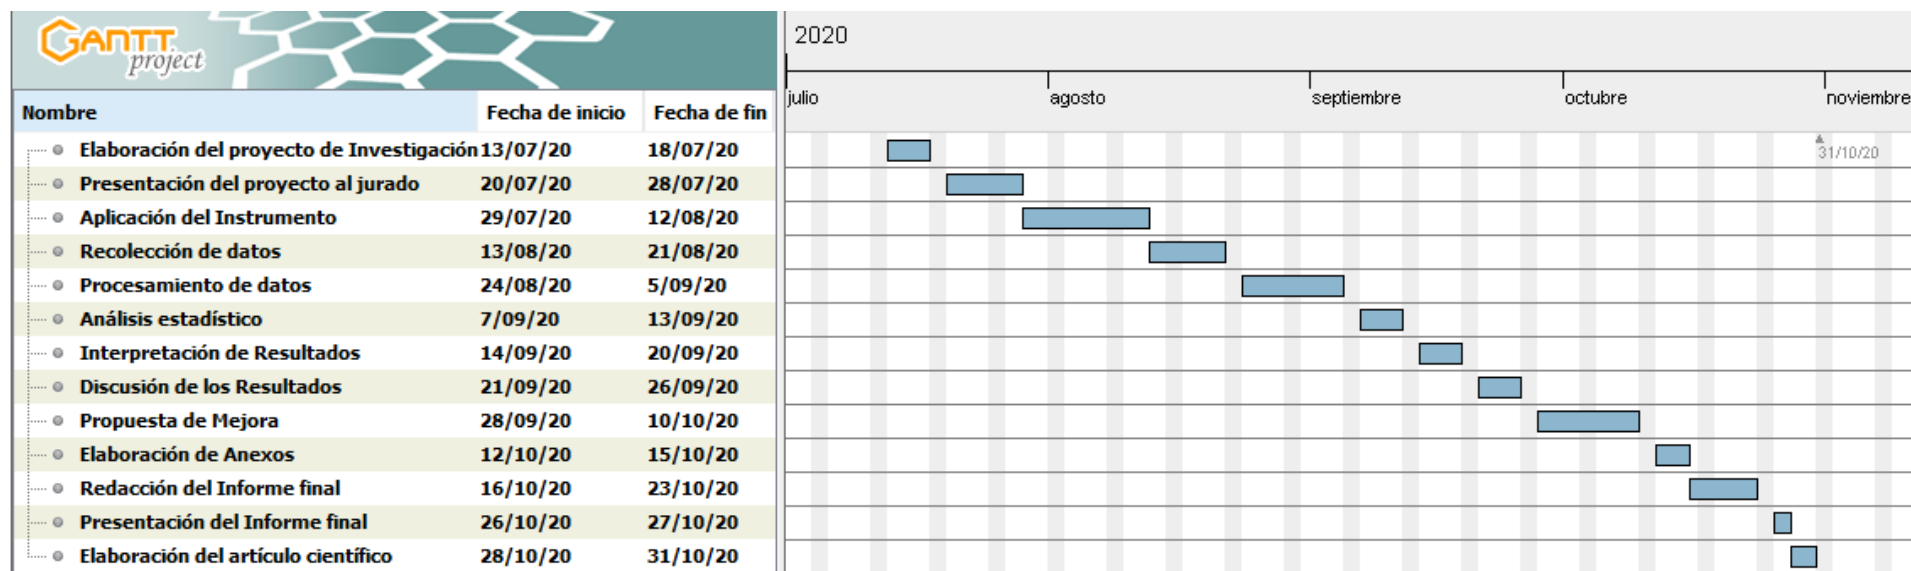 GANTT
project
2020
julio agosto septiembre octubre noviembre
Nombre Fecha de inicio Fecha de fin
Elaboración del proyecto de Investigación 13/07/20 18/07/20
31/10/20
Presentación del proyecto al jurado 20/07/20 28/07/20
Aplicación del Instrumento 29/07/20 12/08/20
Recolección de datos 13/08/20 21/08/20
Procesamiento de datos 24/08/20 5/09/20
Análisis estadístico 7/09/20 13/09/20
Interpretación de Resultados 14/09/20 20/09/20
Discusión de los Resultados 21/09/20 26/09/20
Propuesta de Mejora 28/09/20 10/10/20
Elaboración de Anexos 12/10/20 15/10/20
Redacción del Informe final 16/10/20 23/10/20
Presentación del Informe final 26/10/20 27/10/20
Elaboración del artículo científico 28/10/20 31/10/20